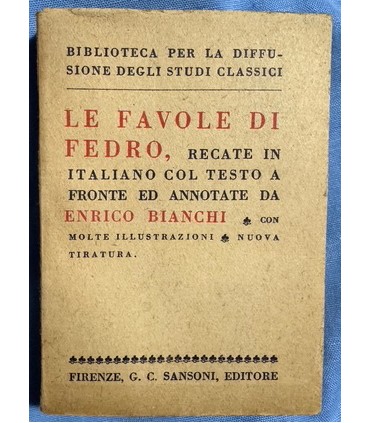 BIBLIOTECA PER LA DIFFU-
SIONE DEGLI STUDI CLASSICI
LE FAVOLE DI
FEDRO, RECATE IN
ITALIANO COL TESTO A
FRONTE ED ANNOTATE DA
ENRICO BIANCHI ♣ CON
MOLTE ILLUSTRAZIONI ♣ NUOVA
TIRATURA.
FIRENZE, G. C. SANSONI, EDITORE